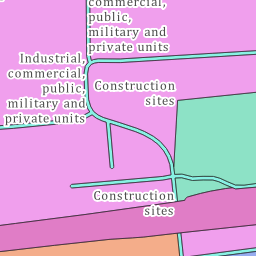 commercial,
public,
military and
private units
Industrial,
commercial,
public,
military and
private units
Construction
sites
Construction
sites